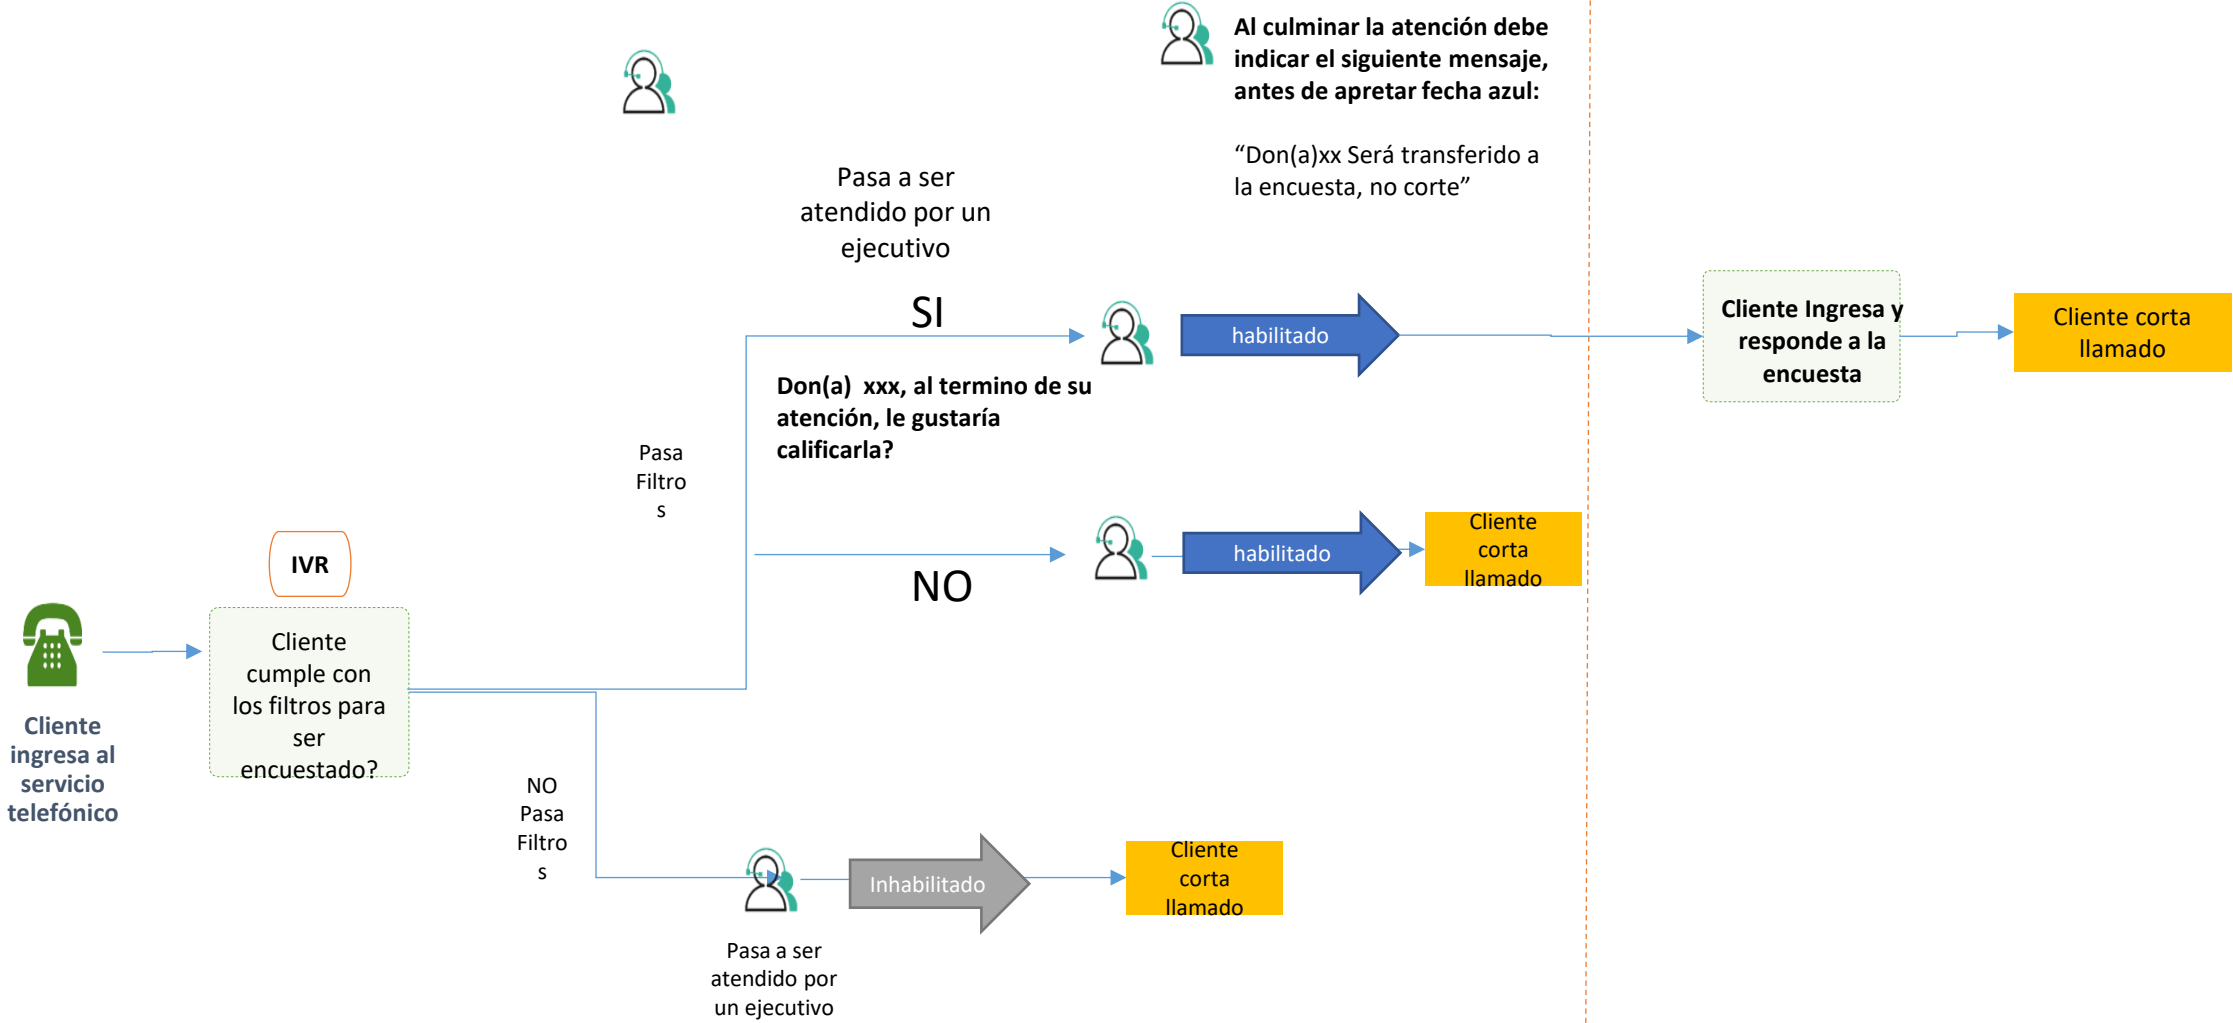 Al culminar la atención debe
indicar el siguiente mensaje,
antes de apretar fecha azul:
“Don(a)xx Será transferido a
la encuesta, no corte”
Pasa a ser
atendido por un
ejecutivo
SI
habilitado
Cliente Ingresa y
responde a la
encuesta
Cliente corta
llamado
Don(a)  xxx, al termino de su
atención, le gustaría
calificarla?
Pasa
Filtro
s
NO
habilitado
Cliente
corta
llamado
IVR
Cliente
cumple con
los filtros para
ser
encuestado?
Cliente
ingresa al
servicio
telefónico
NO
Pasa
Filtro
s
Inhabilitado
Cliente
corta
llamado
Pasa a ser
atendido por
un ejecutivo